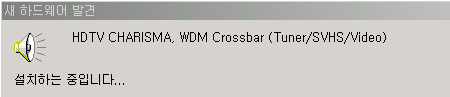 새 하드웨어 발견
HDTV CHARISMA, WDM Crossbar (Tuner/SVHS/Video)
설치하는 중입니다...